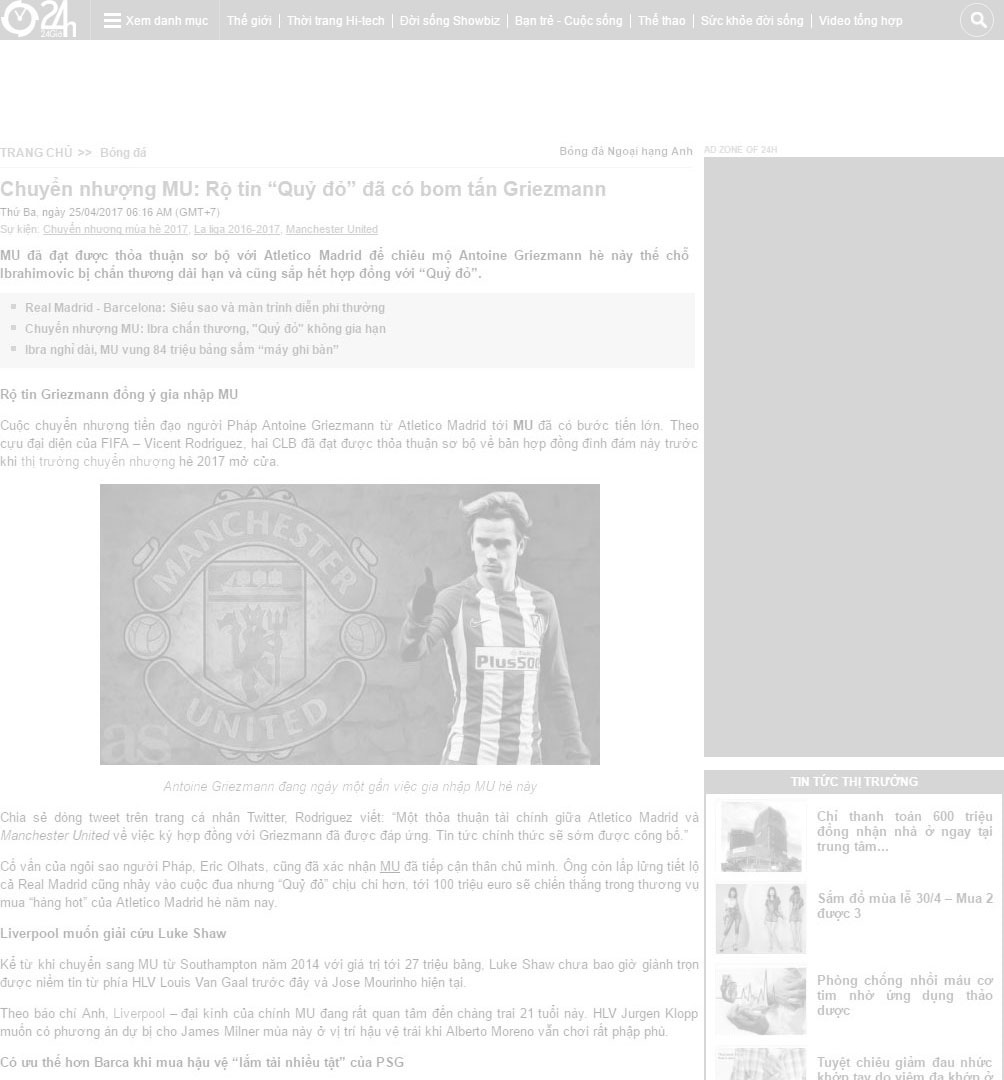 24h
Xem danh mục Thế giới Thời trang Hi-tech Đời sống Showbiz Bạn trẻ - Cuộc sống Thể thao Sức khỏe đời sống Video tổng hợp
TRANG CHỦ >> Bóng đá
Bóng đá Ngoại hạng Anh
Chuyển nhượng MU: Rộ tin “Quỷ đỏ” đã có bom tấn Griezmann
Thứ Ba, ngày 25/04/2017 06:16 AM (GMT+7)
Sự kiện: Chuyển nhượng mùa hè 2017, La liga 2016-2017, Manchester United
MU đã đạt được thỏa thuận sơ bộ với Atletico Madrid để chiêu mộ Antoine Griezmann hè này thế chỗ
Ibrahimovic bị chấn thương dài hạn và cũng sắp hết hợp đồng với “Quỷ đỏ”.
Real Madrid - Barcelona: Siêu sao và màn trình diễn phi thường
Chuyển nhượng MU: Ibra chấn thương, "Quỷ đỏ" không gia hạn
Ibra nghỉ dài, MU vung 84 triệu bảng sắm “máy ghi bàn”
Rộ tin Griezmann đồng ý gia nhập MU
Cuộc chuyển nhượng tiền đạo người Pháp Antoine Griezmann từ Atletico Madrid tới MU đã có bước tiến lớn. Theo
cựu đại diện của FIFA – Vicent Rodriguez, hai CLB đã đạt được thỏa thuận sơ bộ về bản hợp đồng đình đám này trước
khi thị trường chuyển nhượng hè 2017 mở cửa.
MANCHESTER
UNITED
Plus500
as
Antoine Griezmann đang ngày một gần việc gia nhập MU hè này
Chia sẻ dòng tweet trên trang cá nhân Twitter, Rodriguez viết: “Một thỏa thuận tài chính giữa Atletico Madrid và
Manchester United về việc ký hợp đồng với Griezmann đã được đáp ứng. Tin tức chính thức sẽ sớm được công bố.”
Cố vấn của ngôi sao người Pháp, Eric Olhats, cũng đã xác nhận MU đã tiếp cận thân chủ mình. Ông còn lấp lửng tiết lộ
cả Real Madrid cũng nhảy vào cuộc đua nhưng “Quỷ đỏ” chịu chi hơn, tới 100 triệu euro sẽ chiến thắng trong thương vụ
mua “hàng hot” của Atletico Madrid hè năm nay.
Liverpool muốn giải cứu Luke Shaw
Kể từ khi chuyển sang MU từ Southampton năm 2014 với giá trị tới 27 triệu bảng, Luke Shaw chưa bao giờ giành trọn
được niềm tin từ phía HLV Louis Van Gaal trước đây và Jose Mourinho hiện tại.
Theo báo chí Anh, Liverpool – đại kình của chính MU đang rất quan tâm đến chàng trai 21 tuổi này. HLV Jurgen Klopp
muốn có phương án dự bị cho James Milner mùa này ở vị trí hậu vệ trái khi Alberto Moreno vẫn chơi rất phập phù.
Có ưu thế hơn Barca khi mua hậu vệ “lắm tài nhiều tật” của PSG
AD ZONE OF 24H
TIN TỨC THỊ TRƯỜNG
Chỉ thanh toán 600 triệu
đồng nhận nhà ở ngay tại
trung tâm...
Sắm đồ mùa lễ 30/4 – Mua 2
được 3
Phòng chống nhồi máu cơ
tim nhờ ứng dụng thảo
dược
Tuyệt chiêu giảm đau nhức
khớp tay do viêm đa khớp ở